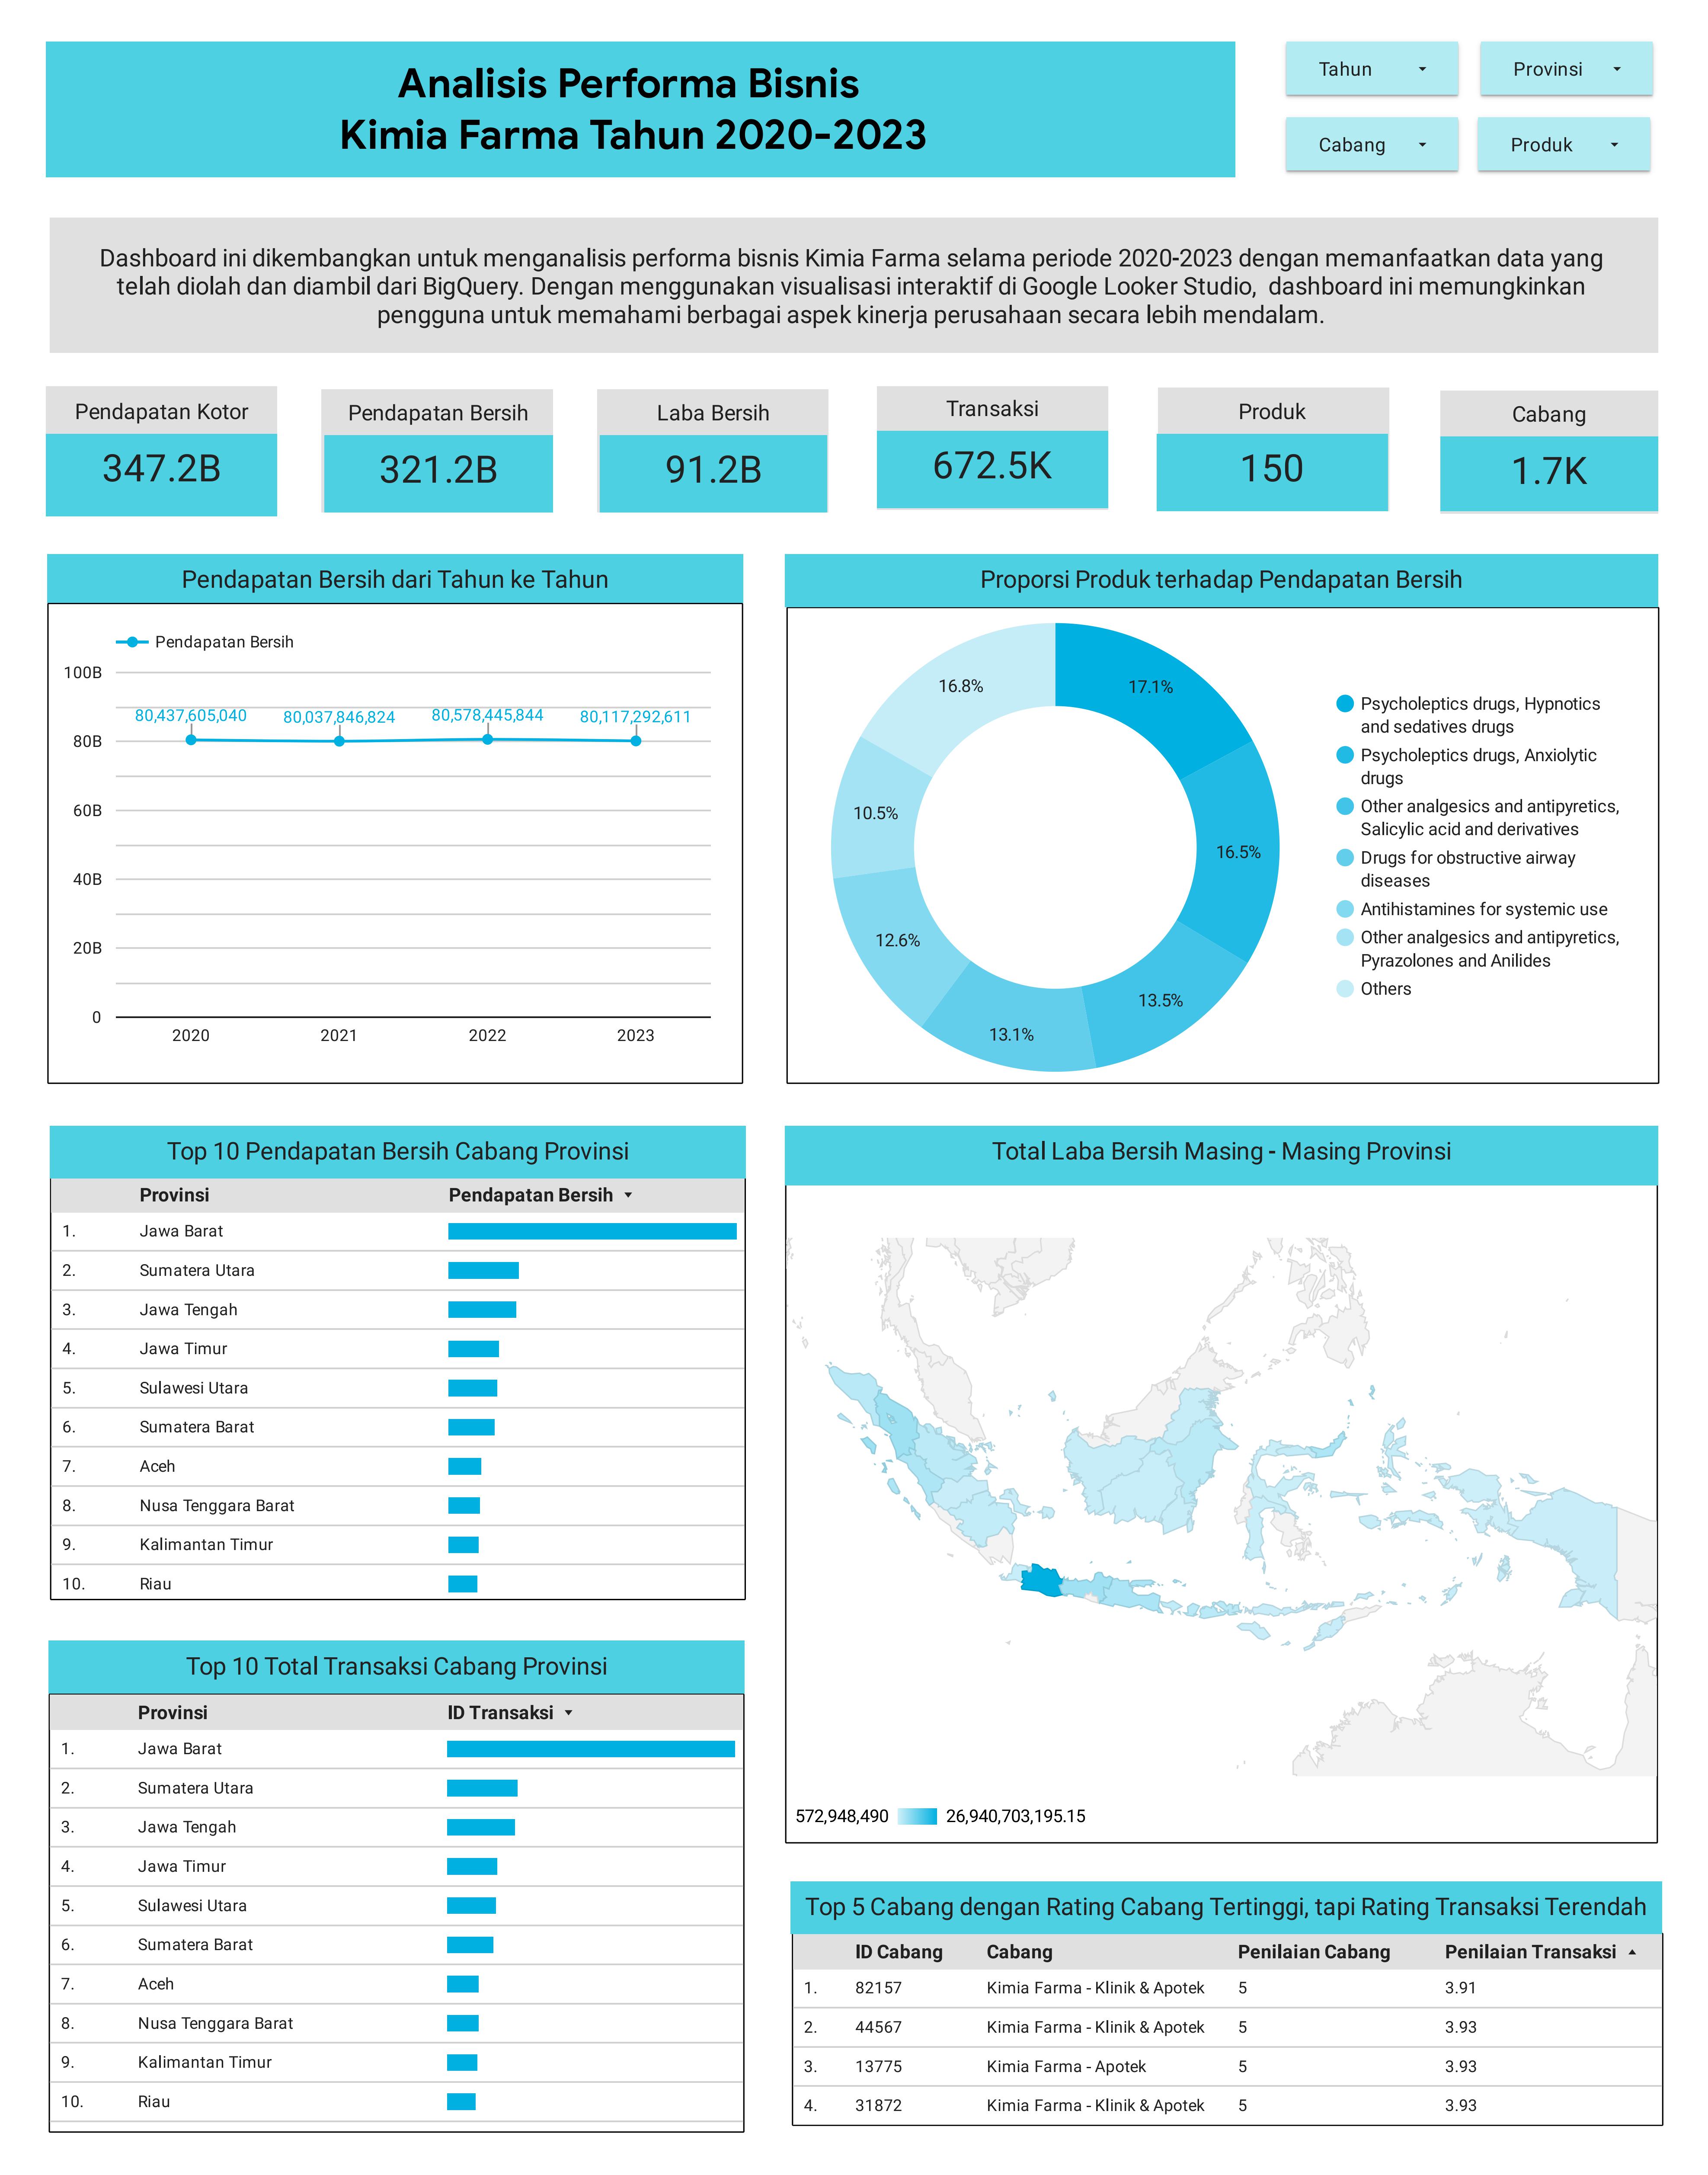 Analisis Performa Bisnis
Kimia Farma Tahun 2020-2023
Tahun
Provinsi
Cabang
Produk
Dashboard ini dikembangkan untuk menganalisis performa bisnis Kimia Farma selama periode 2020-2023 dengan memanfaatkan data yang
telah diolah dan diambil dari BigQuery. Dengan menggunakan visualisasi interaktif di Google Looker Studio, dashboard ini memungkinkan
pengguna untuk memahami berbagai aspek kinerja perusahaan secara lebih mendalam.
Pendapatan Kotor
347.2B
Pendapatan Bersih
321.2B
Laba Bersih
91.2B
Transaksi
672.5K
Produk
150
Cabang
1.7K
Pendapatan Bersih dari Tahun ke Tahun
Pendapatan Bersih
100B
80B
60B
40B
20B
0
80,437,605,040
80,037,846,824
80,578,445,844
80,117,292,611
2020
2021
2022
2023
Proporsi Produk terhadap Pendapatan Bersih
17.1%
16.5%
13.5%
13.1%
12.6%
10.5%
16.8%
Psycholeptics drugs, Hypnotics
and sedatives drugs
Psycholeptics drugs, Anxiolytic
drugs
Other analgesics and antipyretics,
Salicylic acid and derivatives
Drugs for obstructive airway
diseases
Antihistamines for systemic use
Other analgesics and antipyretics,
Pyrazolones and Anilides
Others
Top 10 Pendapatan Bersih Cabang Provinsi
Provinsi Pendapatan Bersih
1. Jawa Barat
2. Sumatera Utara
3. Jawa Tengah
4. Jawa Timur
5. Sulawesi Utara
6. Sumatera Barat
7. Aceh
8. Nusa Tenggara Barat
9. Kalimantan Timur
10. Riau
Total Laba Bersih Masing - Masing Provinsi
572,948,490 26,940,703,195.15
Top 10 Total Transaksi Cabang Provinsi
Provinsi ID Transaksi
1. Jawa Barat
2. Sumatera Utara
3. Jawa Tengah
4. Jawa Timur
5. Sulawesi Utara
6. Sumatera Barat
7. Aceh
8. Nusa Tenggara Barat
9. Kalimantan Timur
10. Riau
Top 5 Cabang dengan Rating Cabang Tertinggi, tapi Rating Transaksi Terendah
ID Cabang Cabang Penilaian Cabang Penilaian Transaksi
1. 82157 Kimia Farma - Klinik & Apotek 5 3.91
2. 44567 Kimia Farma - Klinik & Apotek 5 3.93
3. 13775 Kimia Farma - Apotek 5 3.93
4. 31872 Kimia Farma - Klinik & Apotek 5 3.93